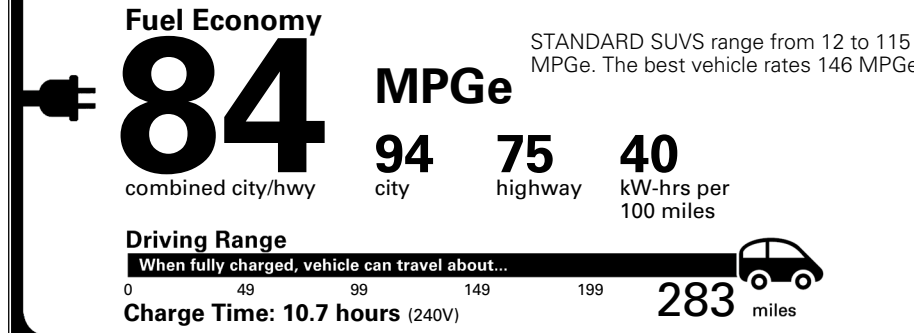 Fuel Economy
84
MPGe
STANDARD SUVS range from 12 to 115
MPGe. The best vehicle rates 146 MPGe
combined city/hwy
94
city
75
highway
40
kW-hrs per
100 miles
Driving Range
When fully charged, vehicle can travel about...
0 49 99 149 199 283 miles
Charge Time: 10.7 hours (240V)